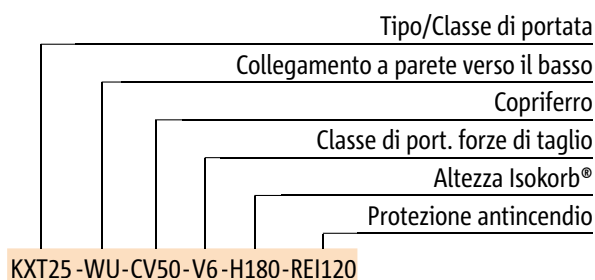 Tipo/Classe di portata
Collegamento a parete verso il basso
Copriferro
Classe di port. forze di taglio
Altezza Isokorb®
Protezione antincendio
KXT25-WU-CV50-V6-H180-REI120